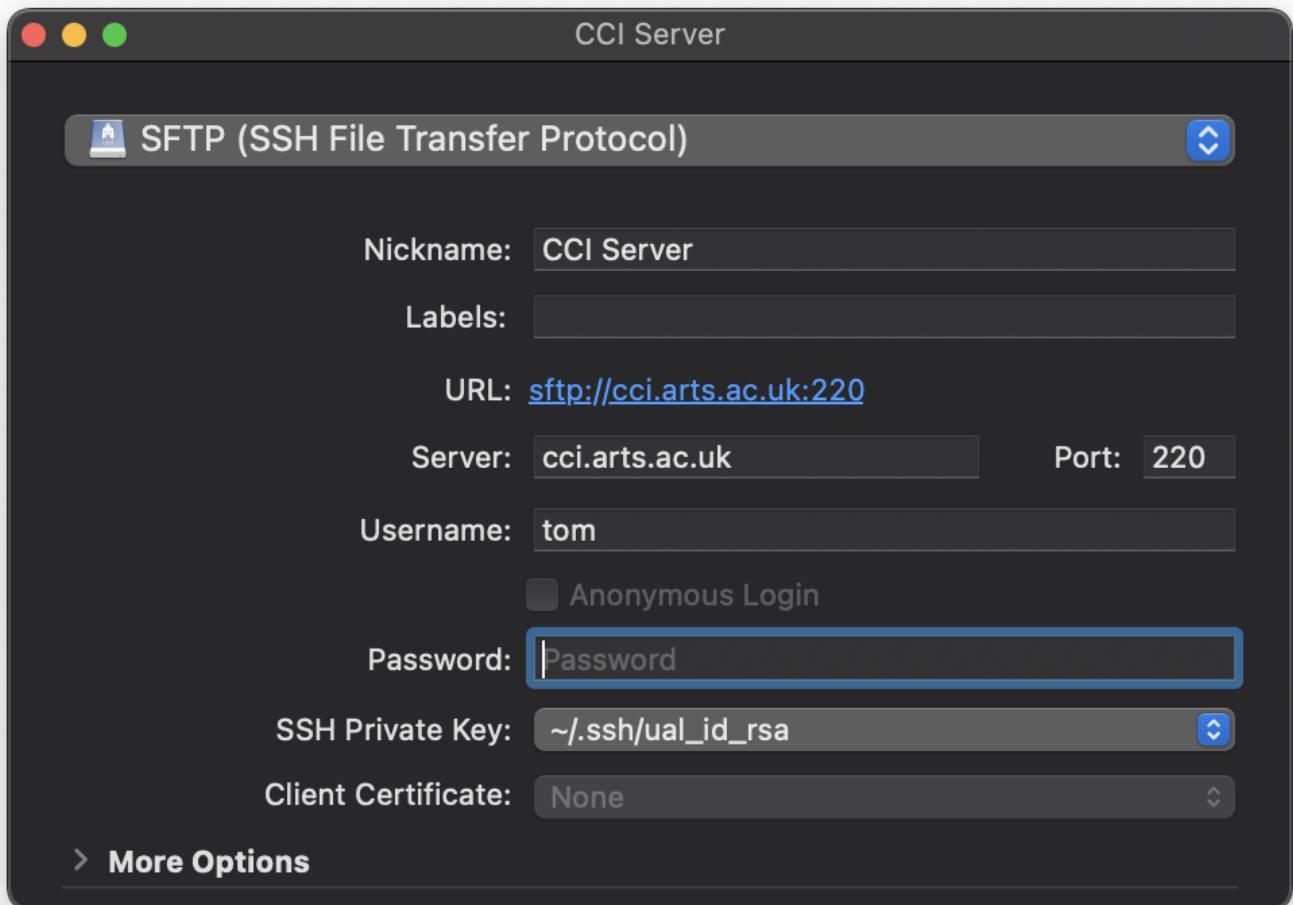 CCI Server
SFTP (SSH File Transfer Protocol)
Nickname: CCI Server
Labels:
URL: sftp://cci.arts.ac.uk:220
Server: cci.arts.ac.uk Port: 220
Username: tom
Anonymous Login
Password: Password
SSH Private Key: ~/.ssh/ual_id_rsa
Client Certificate: None
More Options